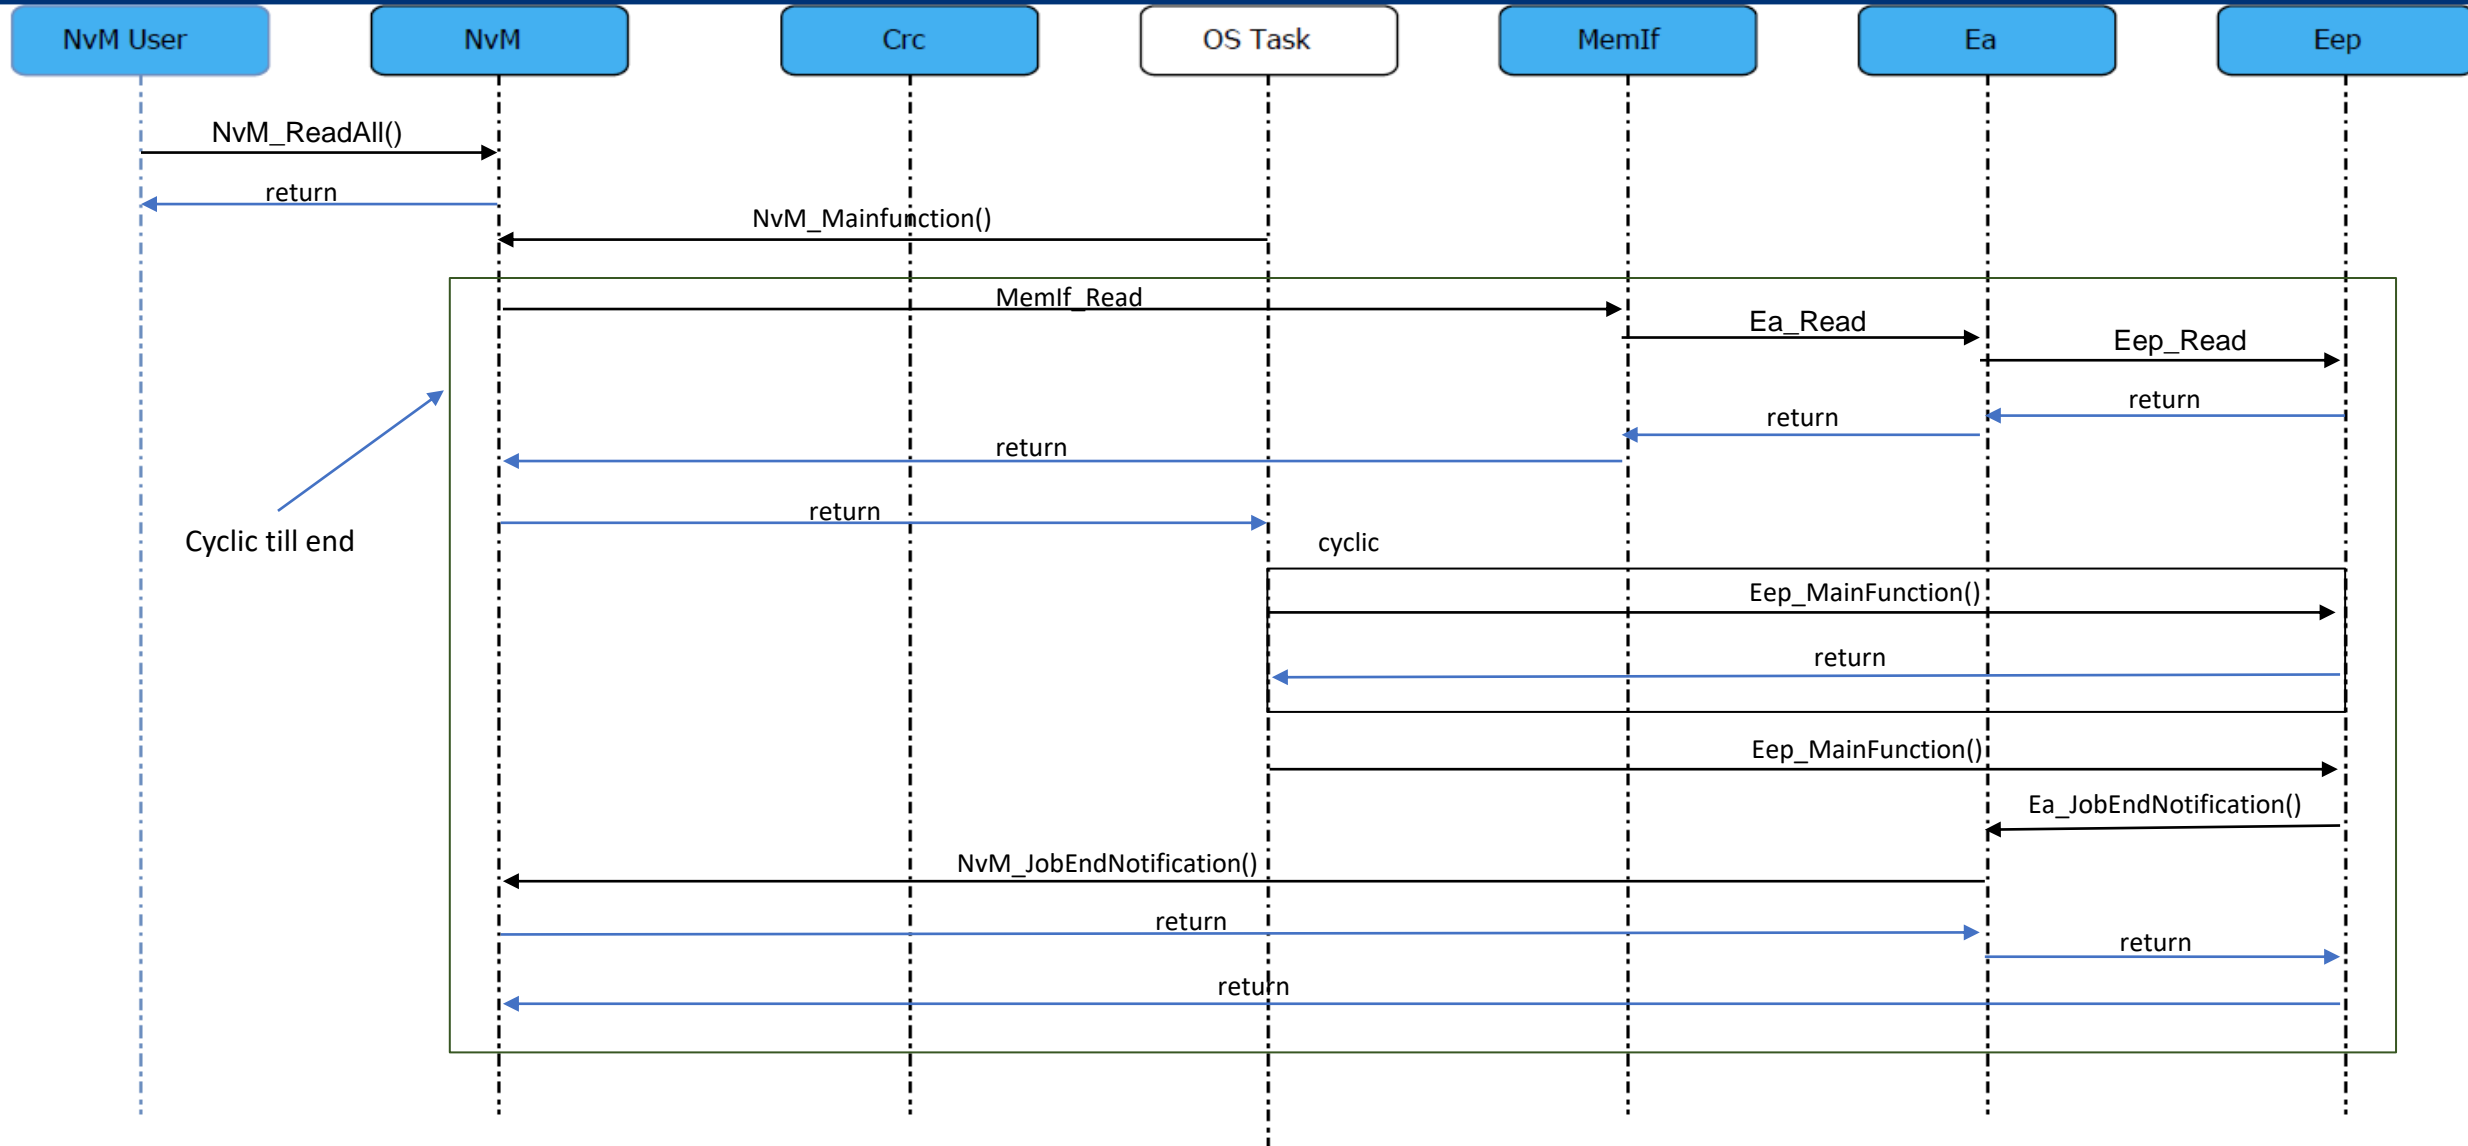 NvM User
NvM
Crc
OS Task
MemIf
Ea
Eep
NvM_ReadAll()
return
NvM_Mainfunction()
MemIf_Read
Ea_Read
Eep_Read
return
return
return
return
Cyclic till end
cyclic
Eep_MainFunction()
return
Eep_MainFunction()
Ea_JobEndNotification()
NvM_JobEndNotification()
return
return
return